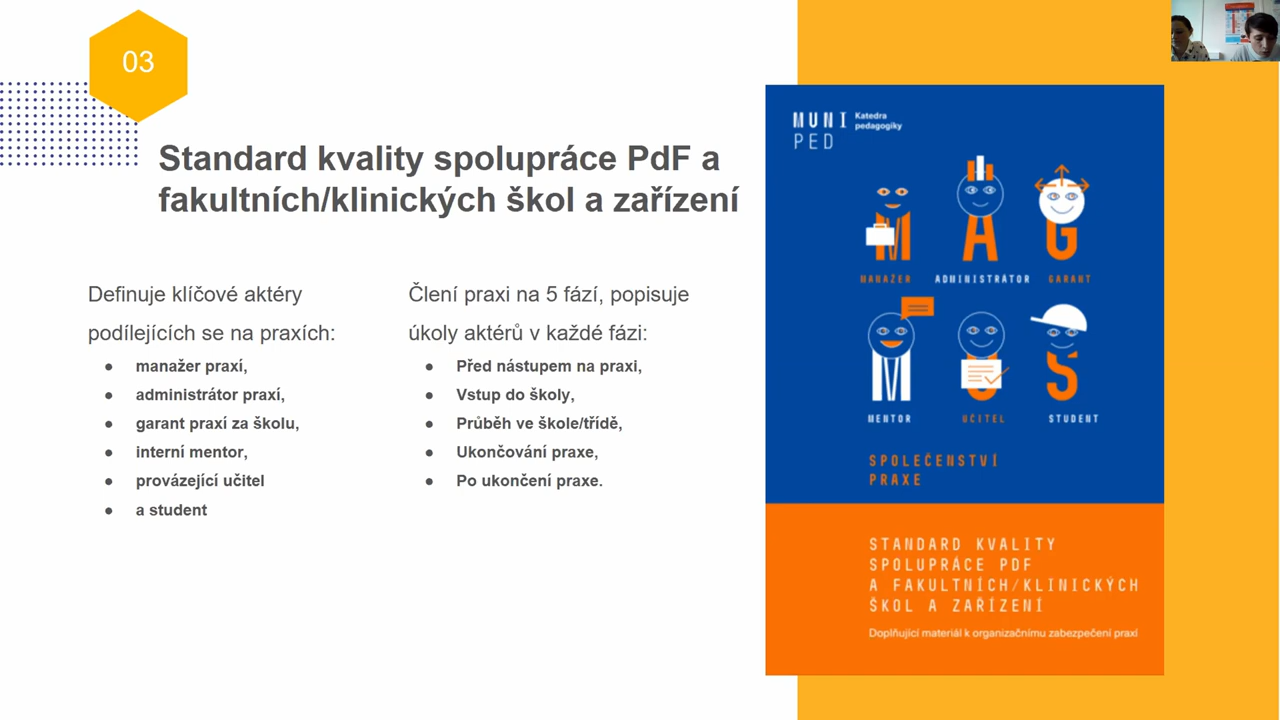 03
Standard kvality spolupráce PdF a
fakultních/klinických škol a zařízení
Definuje klíčové aktéry
podílejících se na praxích:
● manažer praxí,
● administrátor praxí,
● garant praxí za školu,
● interní mentor,
● provázející učitel
● a student
Člení praxi na 5 fází, popisuje
úkoly aktérů v každé fázi:
● Před nástupem na praxi,
● Vstup do školy,
● Průběh ve škole/třídě,
● Ukončování praxe,
● Po ukončení praxe.
MUNI Katedra
PED pedagogiky
M A G
MANAŽER ADMINISTRÁTOR GARANT
M U S
MENTOR UČITEL STUDENT
SPOLEČENSTVÍ
PRAXE
STANDARD KVALITY
SPOLUPRÁCE PDF
A FAKULTNÍCH/KLINICKÝCH
ŠKOL A ZAŘÍZENÍ
Doplňující materiál k organizačnímu zabezpečení praxí